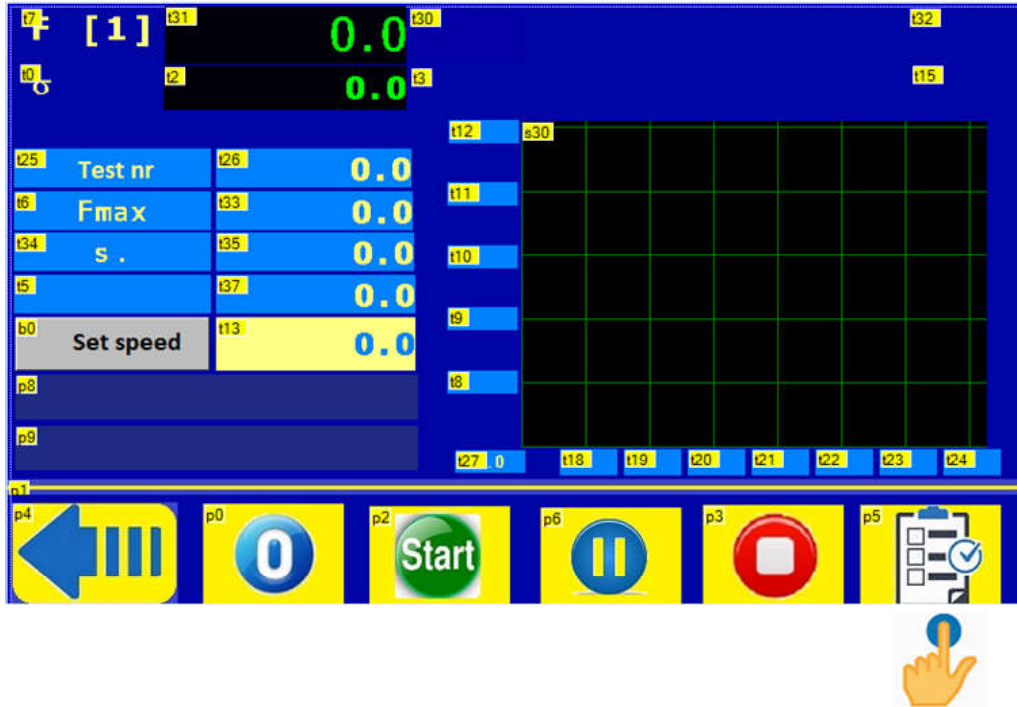 t7 F [1] t31 0.0 t30 t32
t0 σ t2 0.0 t3 t15
t12 s30
t25 Test nr t26 0.0
t6 Fmax t33 0.0 t11
t34 s . t35 0.0 t10
t5 t37 0.0
b0 Set speed t13 0.0 t9
p8 t8
p9
t27 .0 t18 t19 t20 t21 t22 t23 t24
p1
p4 p0 0 p2 Start p6 p3 p5